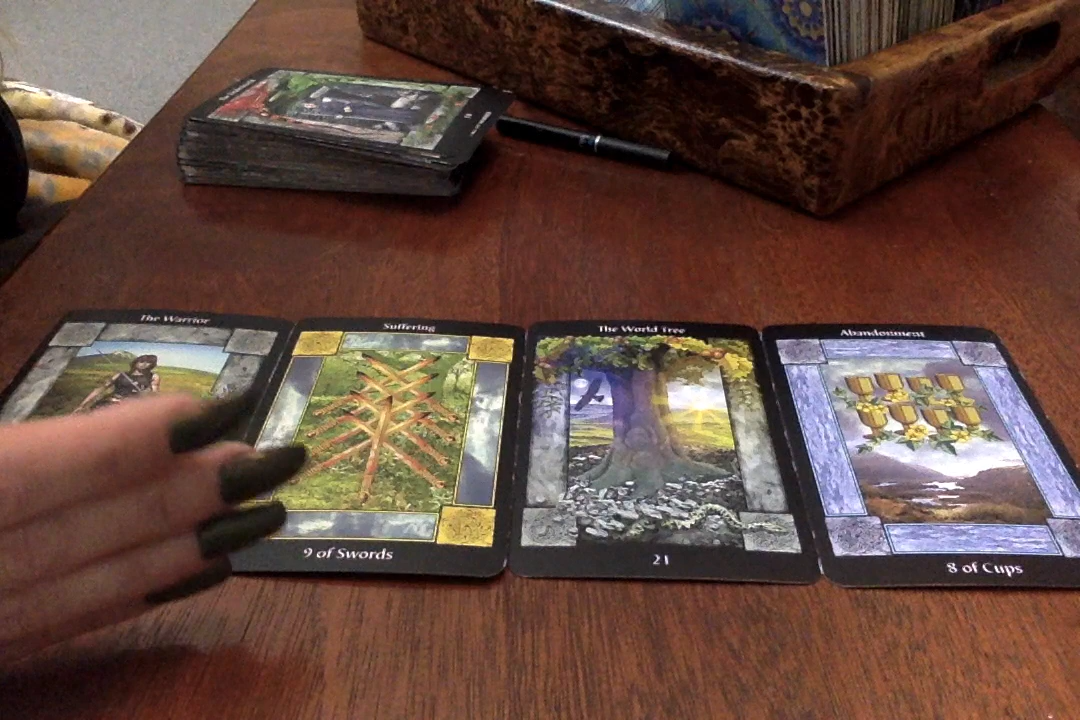 The Warrior
Suffering
The World Tree
Abandonment
9 of Swords
21
8 of Cups